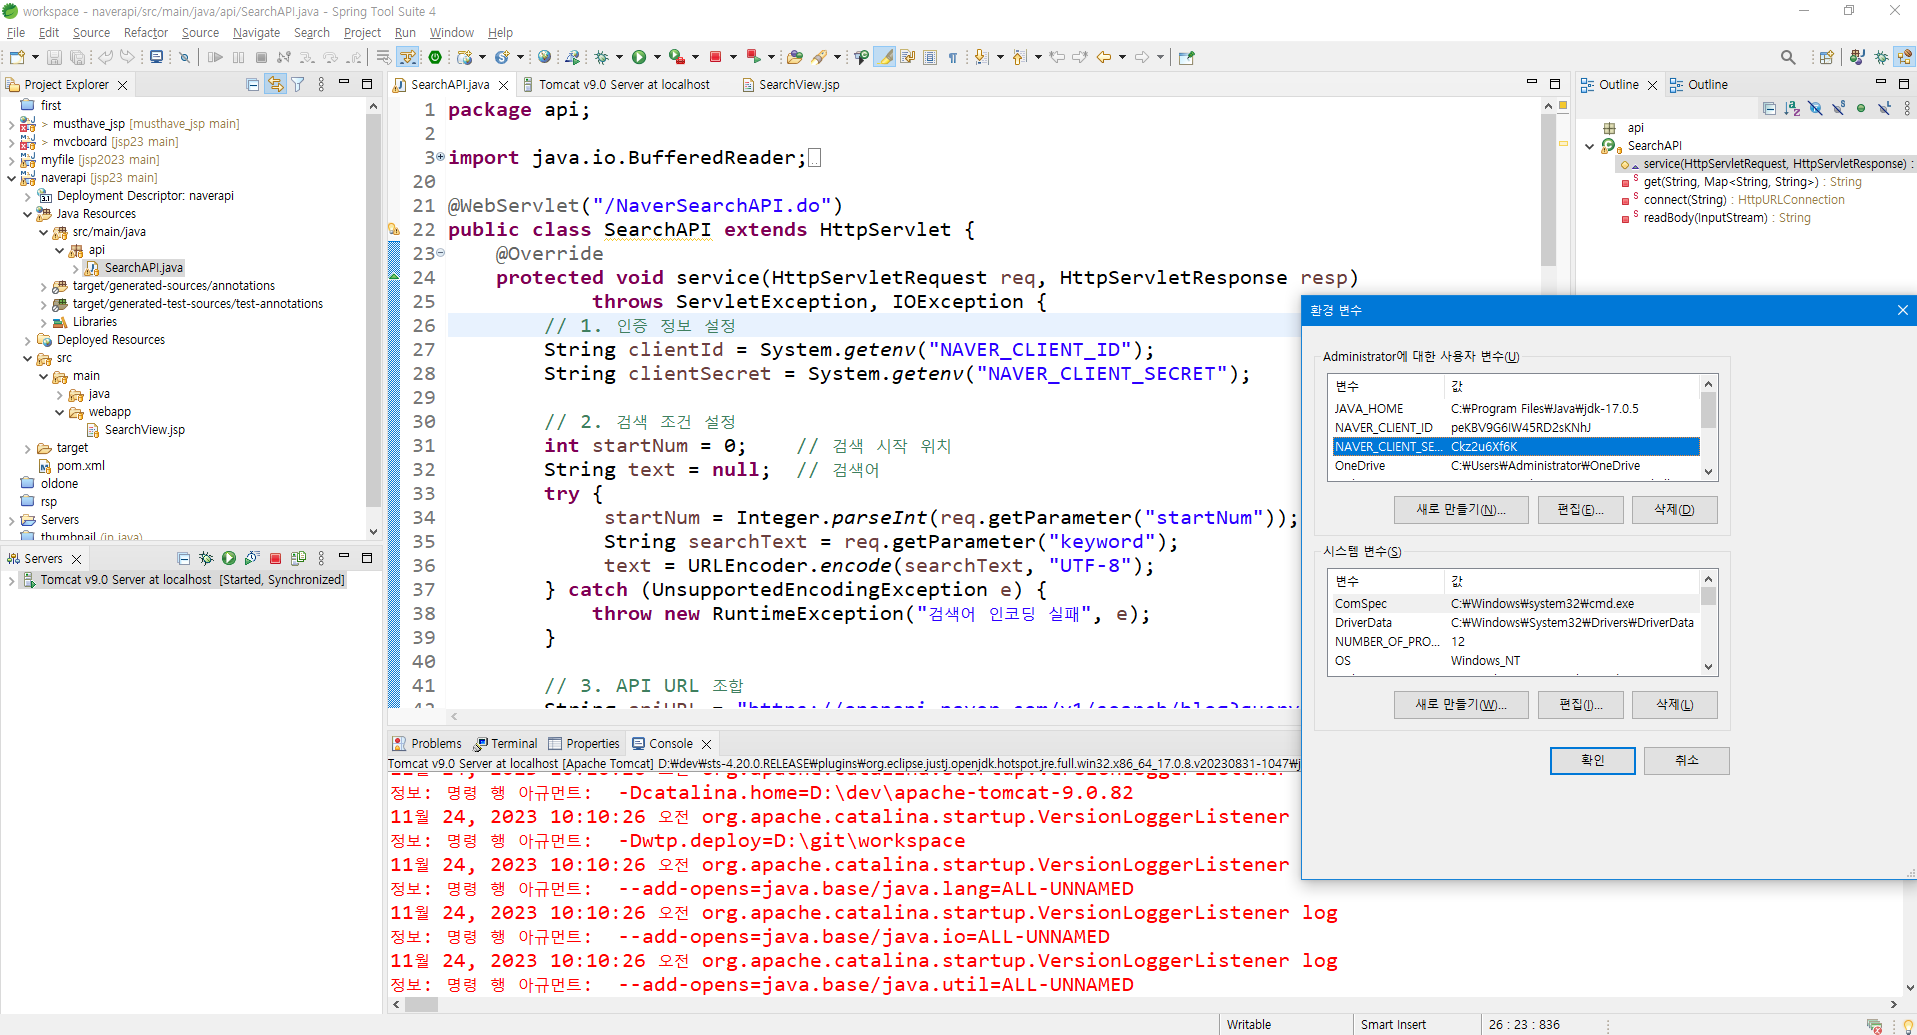 workspace - naverapi/src/main/java/api/SearchAPI.java - Spring Tool Suite 4
File Edit Source Refactor Source Navigate Search Project Run Window Help
Project Explorer
first
> musthave_jsp [musthave_jsp main]
> mvcboard [jsp23 main]
myfile [jsp2023 main]
naverapi [jsp23 main]
Deployment Descriptor: naverapi
Java Resources
src/main/java
api
SearchAPI.java
target/generated-sources/annotations
target/generated-test-sources/test-annotations
Libraries
Deployed Resources
src
main
java
webapp
SearchView.jsp
target
pom.xml
oldone
rsp
Servers
thumbnail (in java)
Servers
Tomcat v9.0 Server at localhost [Started, Synchronized]
SearchAPI.java Tomcat v9.0 Server at localhost SearchView.jsp
1 package api;
2
3 import java.io.BufferedReader;
20
21 @WebServlet("/NaverSearchAPI.do")
22 public class SearchAPI extends HttpServlet {
23 @Override
24 protected void service(HttpServletRequest req, HttpServletResponse resp)
25 throws ServletException, IOException {
26 // 1. 인증 정보 설정
27 String clientId = System.getenv("NAVER_CLIENT_ID");
28 String clientSecret = System.getenv("NAVER_CLIENT_SECRET");
29
30 // 2. 검색 조건 설정
31 int startNum = 0; // 검색 시작 위치
32 String text = null; // 검색어
33 try {
34 startNum = Integer.parseInt(req.getParameter("startNum"));
35 String searchText = req.getParameter("keyword");
36 text = URLEncoder.encode(searchText, "UTF-8");
37 } catch (UnsupportedEncodingException e) {
38 throw new RuntimeException("검색어 인코딩 실패", e);
39 }
40
41 // 3. API URL 조합
42 String apiURL = "https://openapi.naver.com/v1/search/blog?query
Outline Outline
api
SearchAPI
service(HttpServletRequest, HttpServletResponse) :
get(String, Map<String, String>) : String
connect(String) : HttpURLConnection
readBody(InputStream) : String
환경 변수
Administrator에 대한 사용자 변수(U)
변수 값
JAVA_HOME C:₩Program Files₩Java₩jdk-17.0.5
NAVER_CLIENT_ID peKBV9G6IW45RD2sKNhJ
NAVER_CLIENT_SE... Ckz2u6Xf6K
OneDrive C:₩Users₩Administrator₩OneDrive
새로 만들기(N)... 편집(E)... 삭제(D)
시스템 변수(S)
변수 값
ComSpec C:₩Windows₩system32₩cmd.exe
DriverData C:₩Windows₩System32₩Drivers₩DriverData
NUMBER_OF_PRO... 12
OS Windows_NT
새로 만들기(W)... 편집(I)... 삭제(L)
확인 취소
Problems Terminal Properties Console
Tomcat v9.0 Server at localhost [Apache Tomcat] D:₩dev₩sts-4.20.0.RELEASE₩plugins₩org.eclipse.justj.openjdk.hotspot.jre.full.win32.x86_64_17.0.8.v20230831-1047₩j
11월 24, 2023 10:10:26 오전 org.apache.catalina.startup.VersionLoggerListener
정보: 명령 행 아규먼트: -Dcatalina.home=D:\dev\apache-tomcat-9.0.82
11월 24, 2023 10:10:26 오전 org.apache.catalina.startup.VersionLoggerListener
정보: 명령 행 아규먼트: -Dwtp.deploy=D:\git\workspace
11월 24, 2023 10:10:26 오전 org.apache.catalina.startup.VersionLoggerListener
정보: 명령 행 아규먼트: --add-opens=java.base/java.lang=ALL-UNNAMED
11월 24, 2023 10:10:26 오전 org.apache.catalina.startup.VersionLoggerListener log
정보: 명령 행 아규먼트: --add-opens=java.base/java.io=ALL-UNNAMED
11월 24, 2023 10:10:26 오전 org.apache.catalina.startup.VersionLoggerListener log
정보: 명령 행 아규먼트: --add-opens=java.base/java.util=ALL-UNNAMED
Writable Smart Insert 26 : 23 : 836